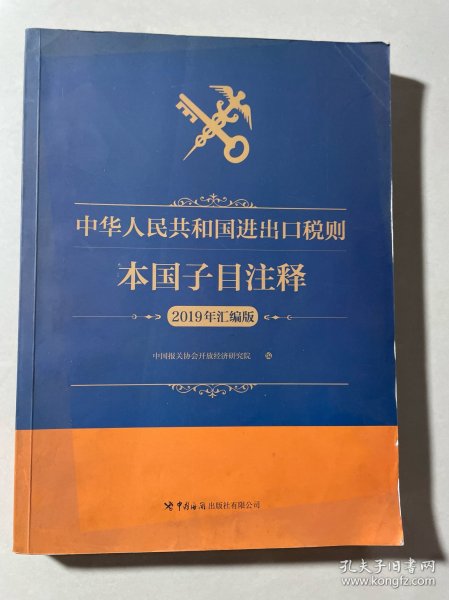 中华人民共和国进出口税则
本国子目注释
2019年汇编版
中国报关协会开放经济研究院 编
中国海关出版社有限公司
孔夫子旧书网
www.kongfz.com